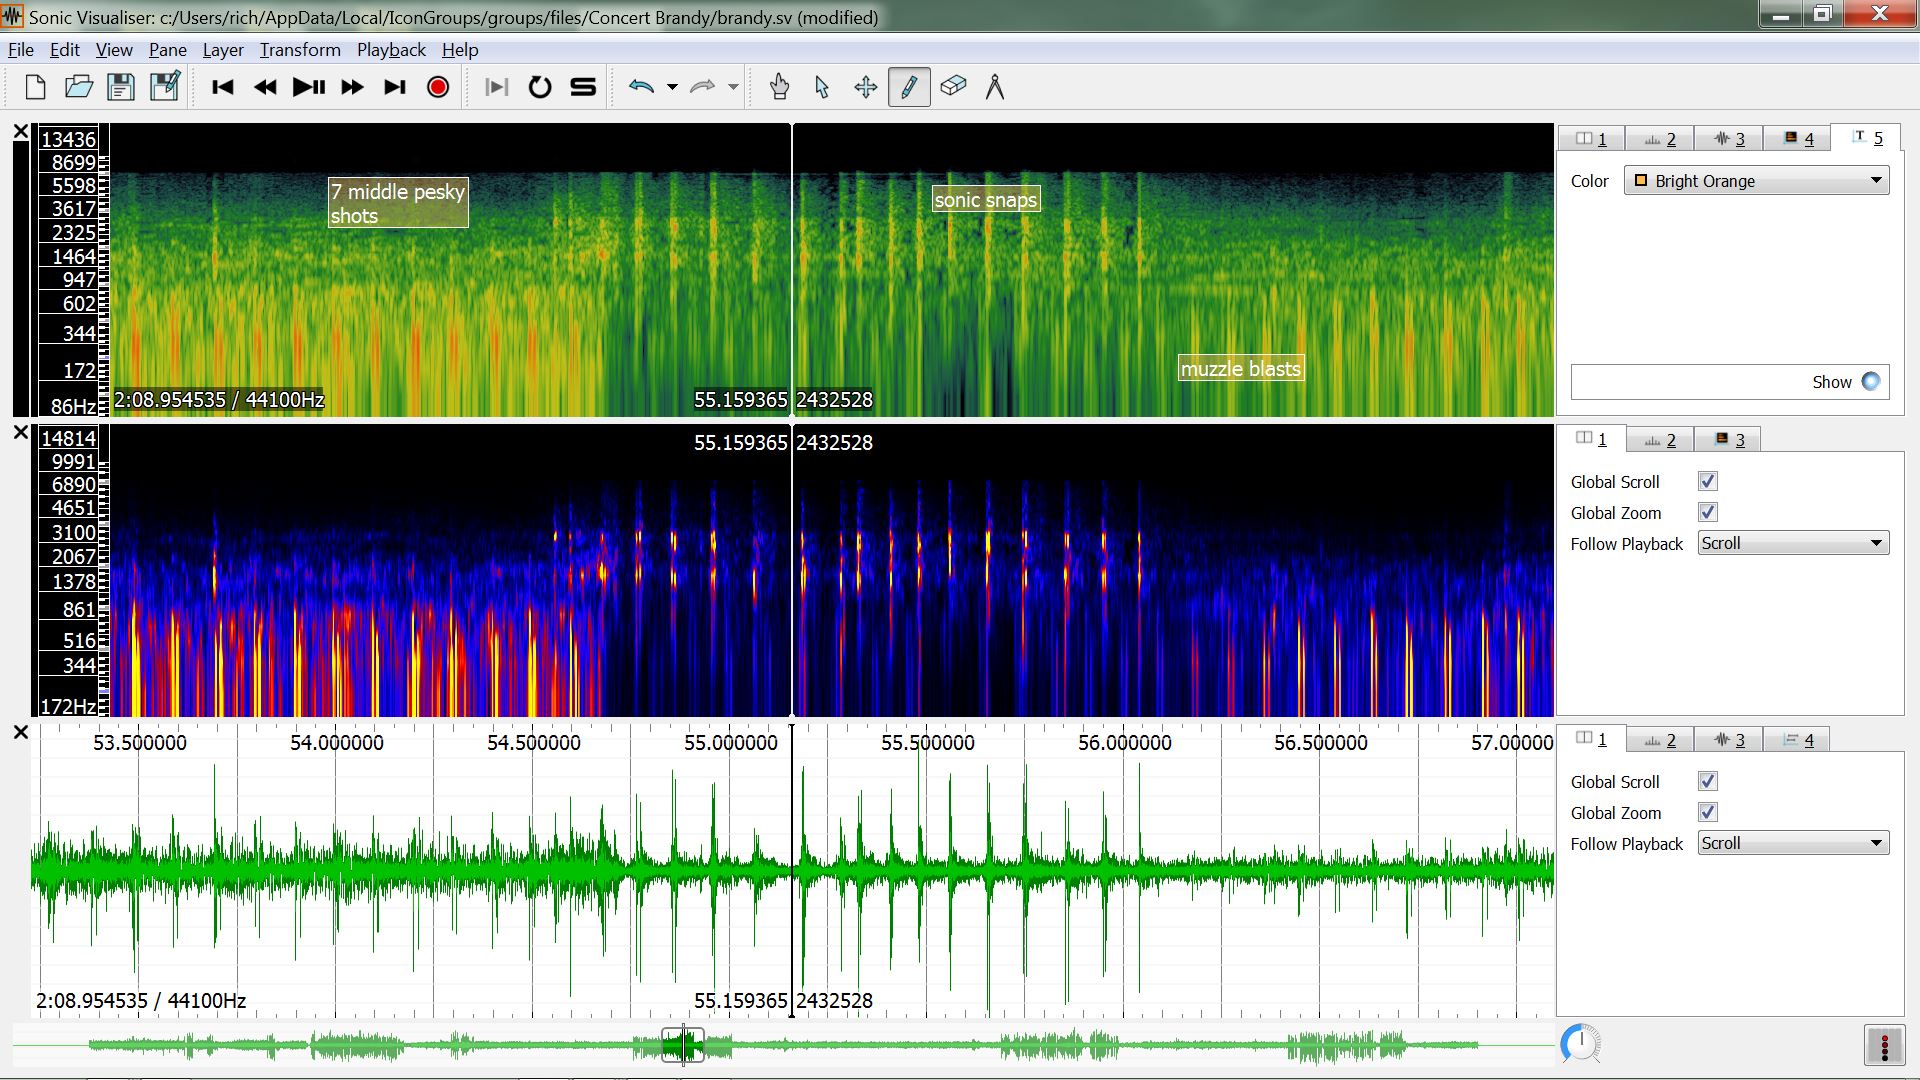 Sonic Visualiser: c:/Users/rich/AppData/Local/IconGroups/groups/files/Concert Brandy/brandy.sv (modified)
File Edit View Pane Layer Transform Playback Help
13436
8699
5598
3617
2325
1464
947
602
344
172
86Hz
7 middle pesky
shots
sonic snaps
muzzle blasts
2:08.954535 / 44100Hz
55.159365 2432528
1 2 3 4 T 5
Color Bright Orange
Show
14814
9991
6890
4651
3100
2067
1378
861
516
344
172Hz
55.159365 2432528
1 2 3
Global Scroll
Global Zoom
Follow Playback Scroll
53.500000 54.000000 54.500000 55.000000 55.500000 56.000000 56.500000 57.00000
2:08.954535 / 44100Hz
55.159365 2432528
1 2 3 4
Global Scroll
Global Zoom
Follow Playback Scroll